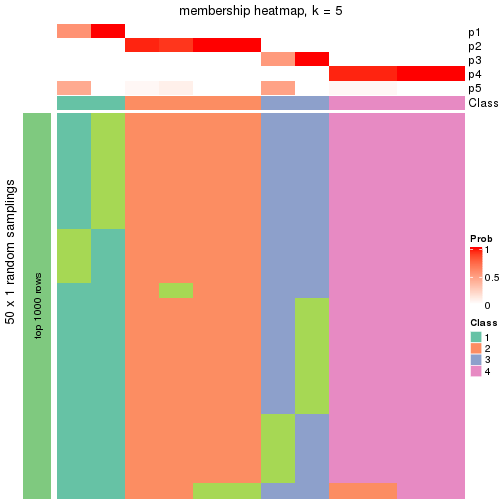 membership heatmap, k = 5
p1
p2
p3
p4
p5
Class
50 x 1 random samplings
top 1000 rows
Prob
1
0.5
0
Class
1
2
3
4